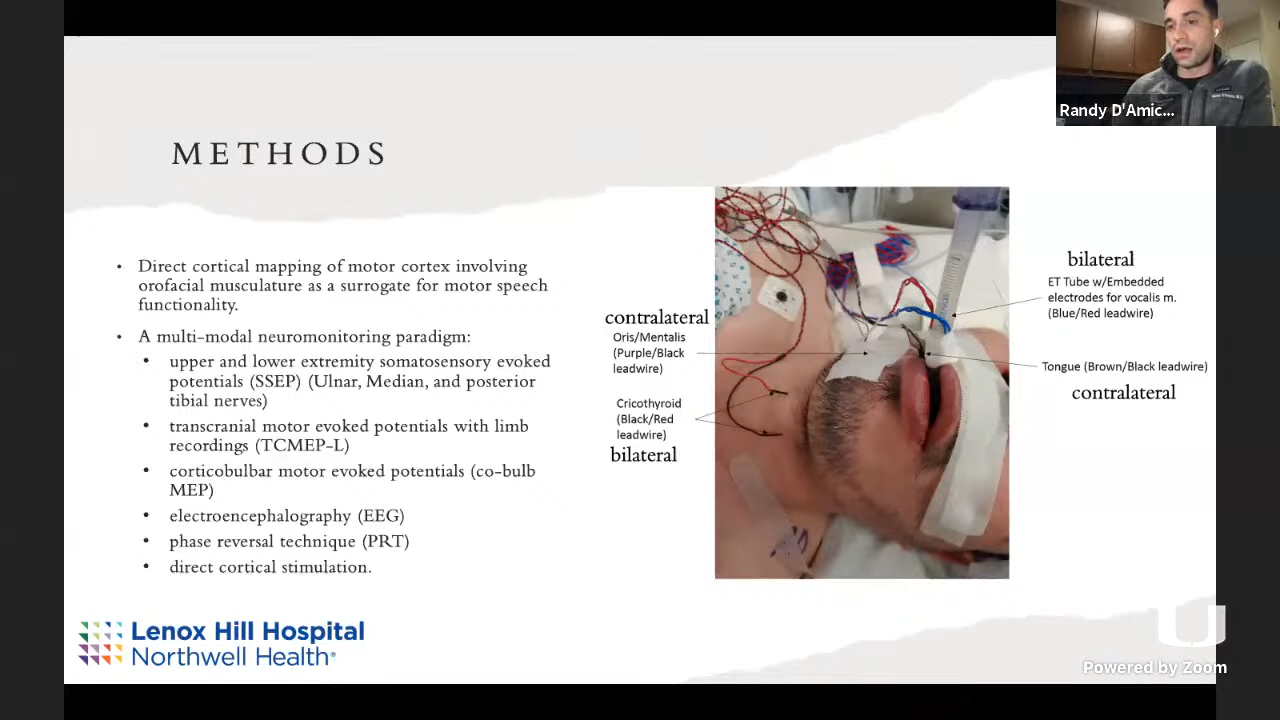 Randy D'Amic...
METHODS
• Direct cortical mapping of motor cortex involving
orofacial musculature as a surrogate for motor speech
functionality.
• A multi-modal neuromonitoring paradigm:
• upper and lower extremity somatosensory evoked
potentials (SSEP) (Ulnar, Median, and posterior
tibial nerves)
• transcranial motor evoked potentials with limb
recordings (TCMEP-L)
• corticobulbar motor evoked potentials (co-bulb
MEP)
• electroencephalography (EEG)
• phase reversal technique (PRT)
• direct cortical stimulation.
contralateral
Oris/Mentalis
(Purple/Black
leadwire)
Cricothyroid
(Black/Red
leadwire)
bilateral
bilateral
ET Tube w/Embedded
electrodes for vocalis m.
(Blue/Red leadwire)
Tongue (Brown/Black leadwire)
contralateral
Lenox Hill Hospital
Northwell Health®
Powered by Zoom